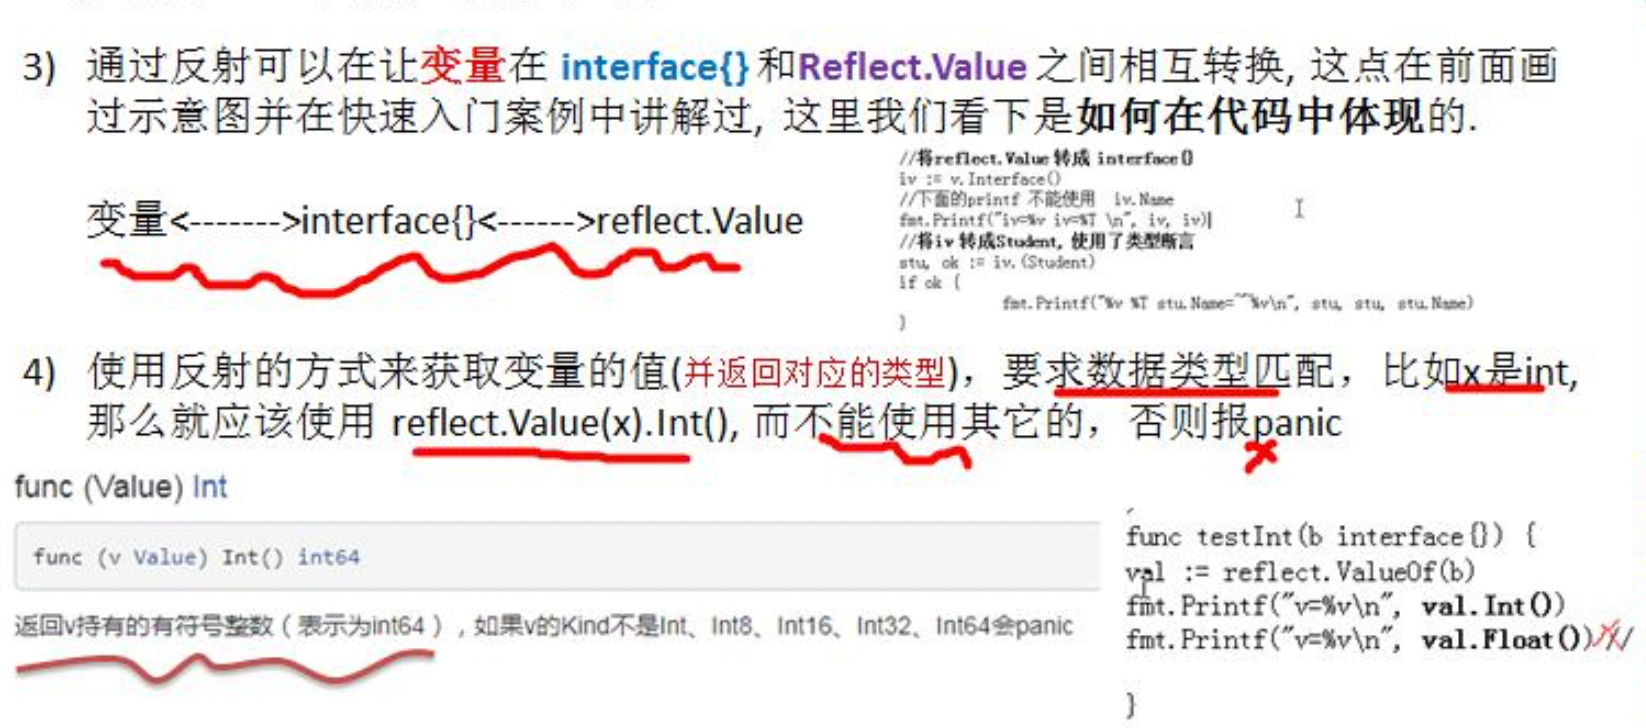 3) 通过反射可以在让变量在 interface{} 和Reflect.Value 之间相互转换, 这点在前面画
过示意图并在快速入门案例中讲解过, 这里我们看下是如何在代码中体现的.
变量<------->interface{}<------>reflect.Value
//将reflect.Value 转成 interface{}
iv := v.Interface()
//下面的printf 不能使用 iv.Name
fmt.Printf("iv=%v iv=%T \n", iv, iv)
//将iv 转成Student, 使用了类型断言
stu, ok := iv.(Student)
if ok {
fmt.Printf("%v %T stu.Name=~~%v\n", stu, stu, stu.Name)
}
4) 使用反射的方式来获取变量的值(并返回对应的类型)，要求数据类型匹配，比如x是int,
那么就应该使用 reflect.Value(x).Int(), 而不能使用其它的，否则报panic
func (Value) Int
func (v Value) Int() int64
返回v持有的有符号整数（表示为int64），如果v的Kind不是Int、Int8、Int16、Int32、Int64会panic
func testInt(b interface{}) {
val := reflect.ValueOf(b)
fmt.Printf("v=%v\n", val.Int())
fmt.Printf("v=%v\n", val.Float()) //
}